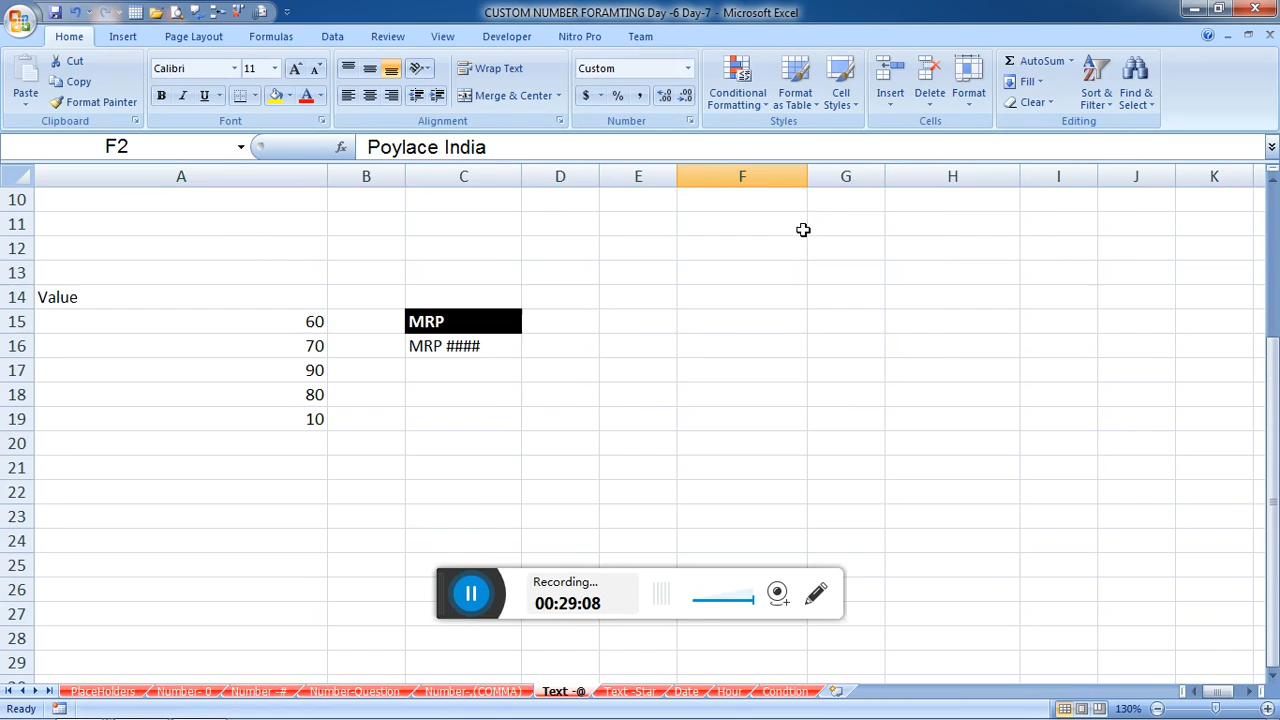 CUSTOM NUMBER FORAMTING Day -6 Day-7 - Microsoft Excel
Home Insert Page Layout Formulas Data Review View Developer Nitro Pro Team
Paste
Cut
Copy
Format Painter
Clipboard
Calibri 11
B I U
Font
Wrap Text
Merge & Center
Alignment
Custom
$ % ,
Number
Conditional Formatting
Format as Table
Cell Styles
Styles
Insert Delete Format
Cells
Σ AutoSum
Fill
Clear
Sort & Filter
Find & Select
Editing
F2 fx Poylace India
A B C D E F G H I J K
10
11
12
13
14 Value
15 60 MRP
16 70 MRP ####
17 90
18 80
19 10
20
21
22
23
24
25
26
27
28
29
Recording...
00:29:08
PlaceHolders Number- 0 Number -# Number-Question Number-,(COMMA) Text -@ Text -Star Date Hour Condtion
Ready 130%